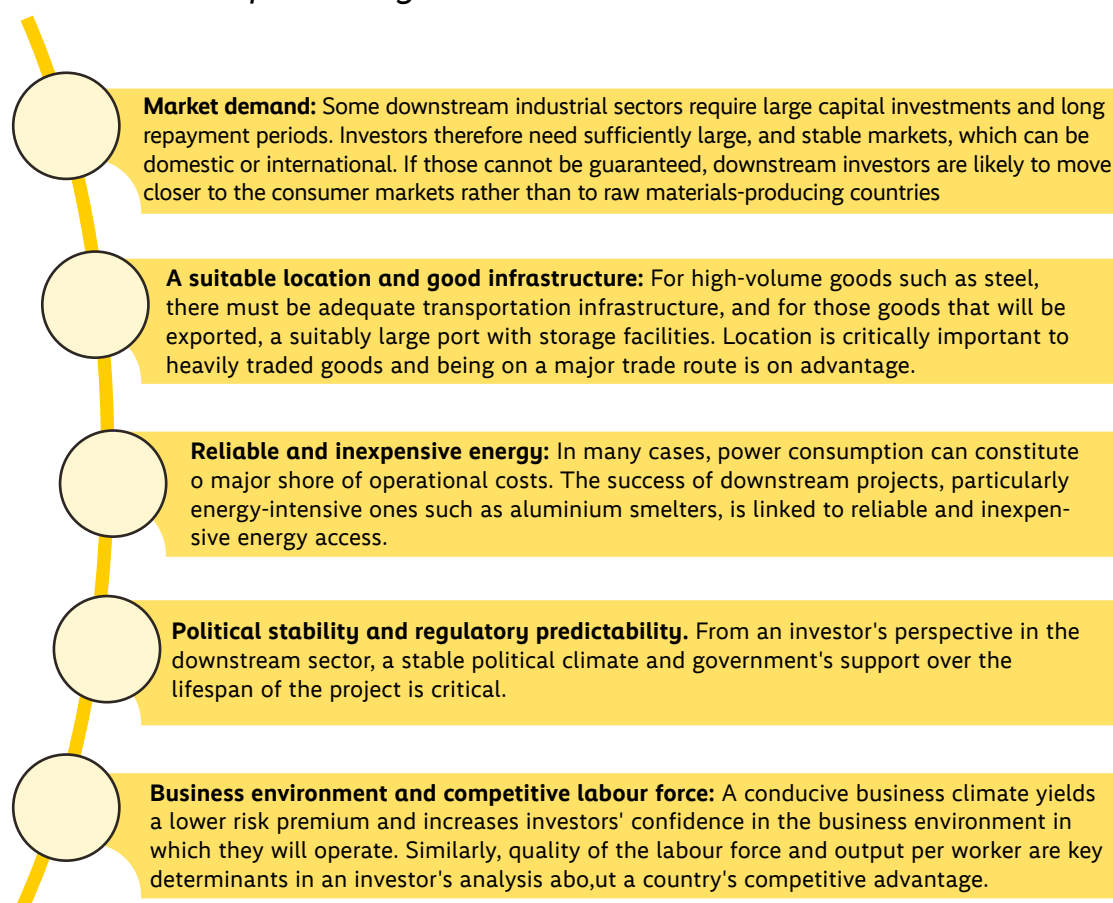 Market demand: Some downstream industrial sectors require large capital investments and long
repayment periods. Investors therefore need sufficiently large, and stable markets, which can be
domestic or international. If those cannot be guaranteed, downstream investors are likely to move
closer to the consumer markets rather than to raw materials-producing countries
A suitable location and good infrastructure: For high-volume goods such as steel,
there must be adequate transportation infrastructure, and for those goods that will be
exported, a suitably large port with storage facilities. Location is critically important to
heavily traded goods and being on a major trade route is on advantage.
Reliable and inexpensive energy: In many cases, power consumption can constitute
o major shore of operational costs. The success of downstream projects, particularly
energy-intensive ones such as aluminium smelters, is linked to reliable and inexpen-
sive energy access.
Political stability and regulatory predictability. From an investor's perspective in the
downstream sector, a stable political climate and government's support over the
lifespan of the project is critical.
Business environment and competitive labour force: A conducive business climate yields
a lower risk premium and increases investors' confidence in the business environment in
which they will operate. Similarly, quality of the labour force and output per worker are key
determinants in an investor's analysis abo,ut a country's competitive advantage.